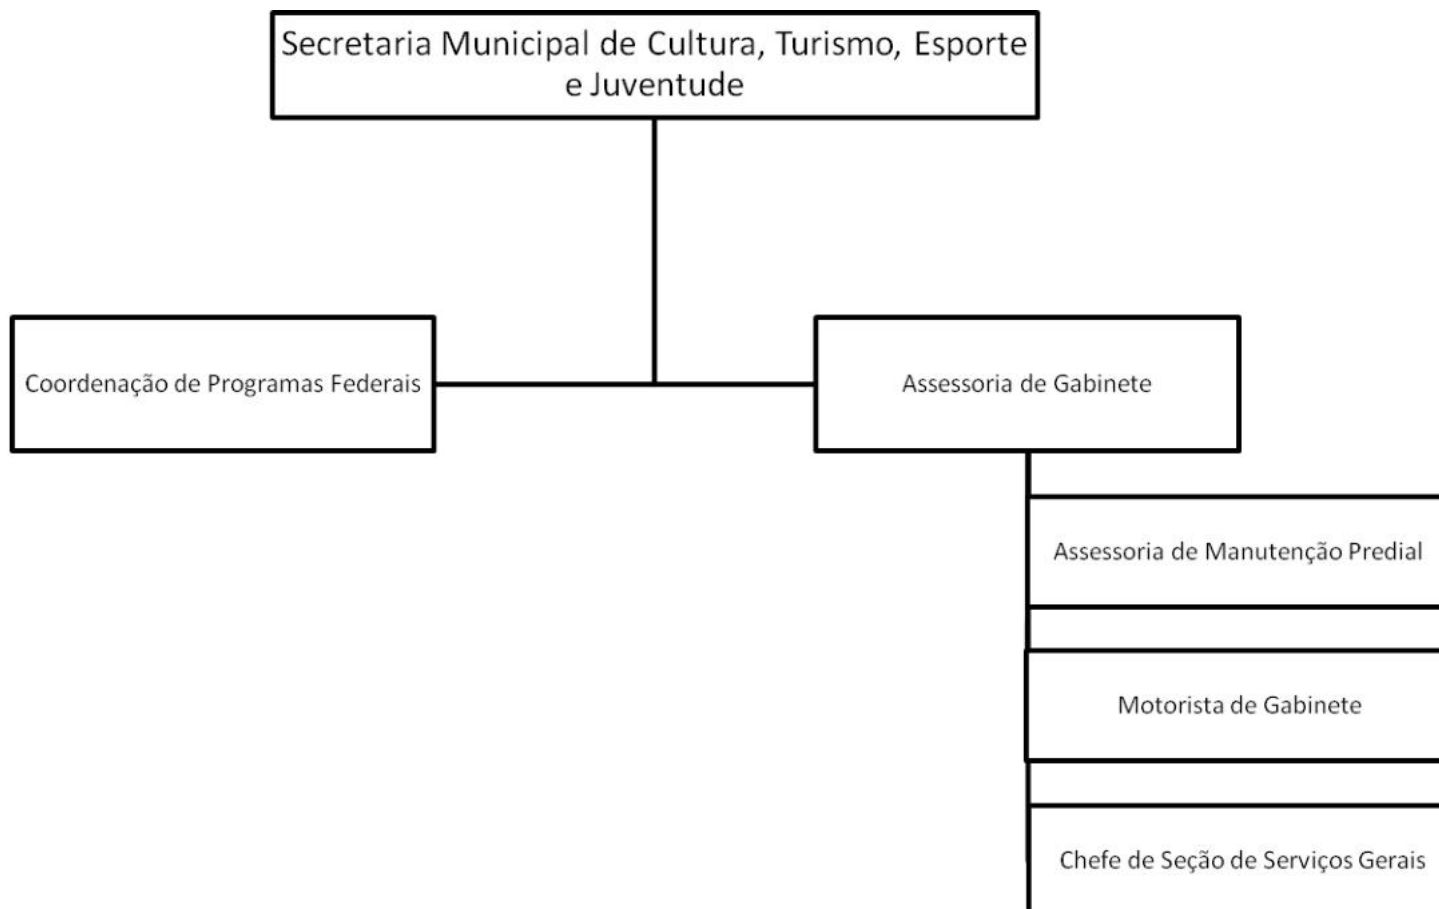 Secretaria Municipal de Cultura, Turismo, Esporte
e Juventude
Coordenação de Programas Federais
Assessoria de Gabinete
Assessoria de Manutenção Predial
Motorista de Gabinete
Chefe de Seção de Serviços Gerais